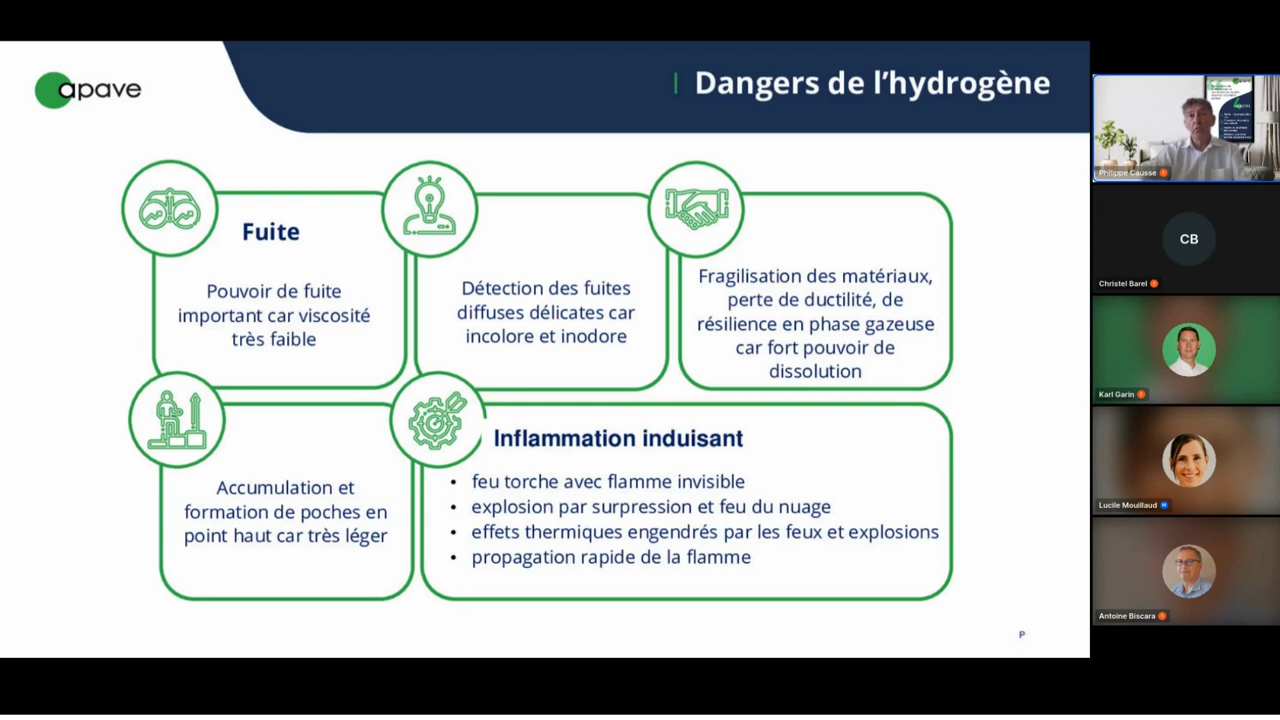 apave
Dangers de l'hydrogène
Fuite
Pouvoir de fuite
important car viscosité
très faible
Détection des fuites
diffuses délicates car
incolore et inodore
Fragilisation des matériaux,
perte de ductilité, de
résilience en phase gazeuse
car fort pouvoir de
dissolution
Accumulation et
formation de poches en
point haut car très léger
Inflammation induisant
• feu torche avec flamme invisible
• explosion par surpression et feu du nuage
• effets thermiques engendrés par les feux et explosions
• propagation rapide de la flamme
P
Philippe Causse
CB
Christel Barel
Karl Garin
Lucile Mouillaud
M
Antoine Biscara